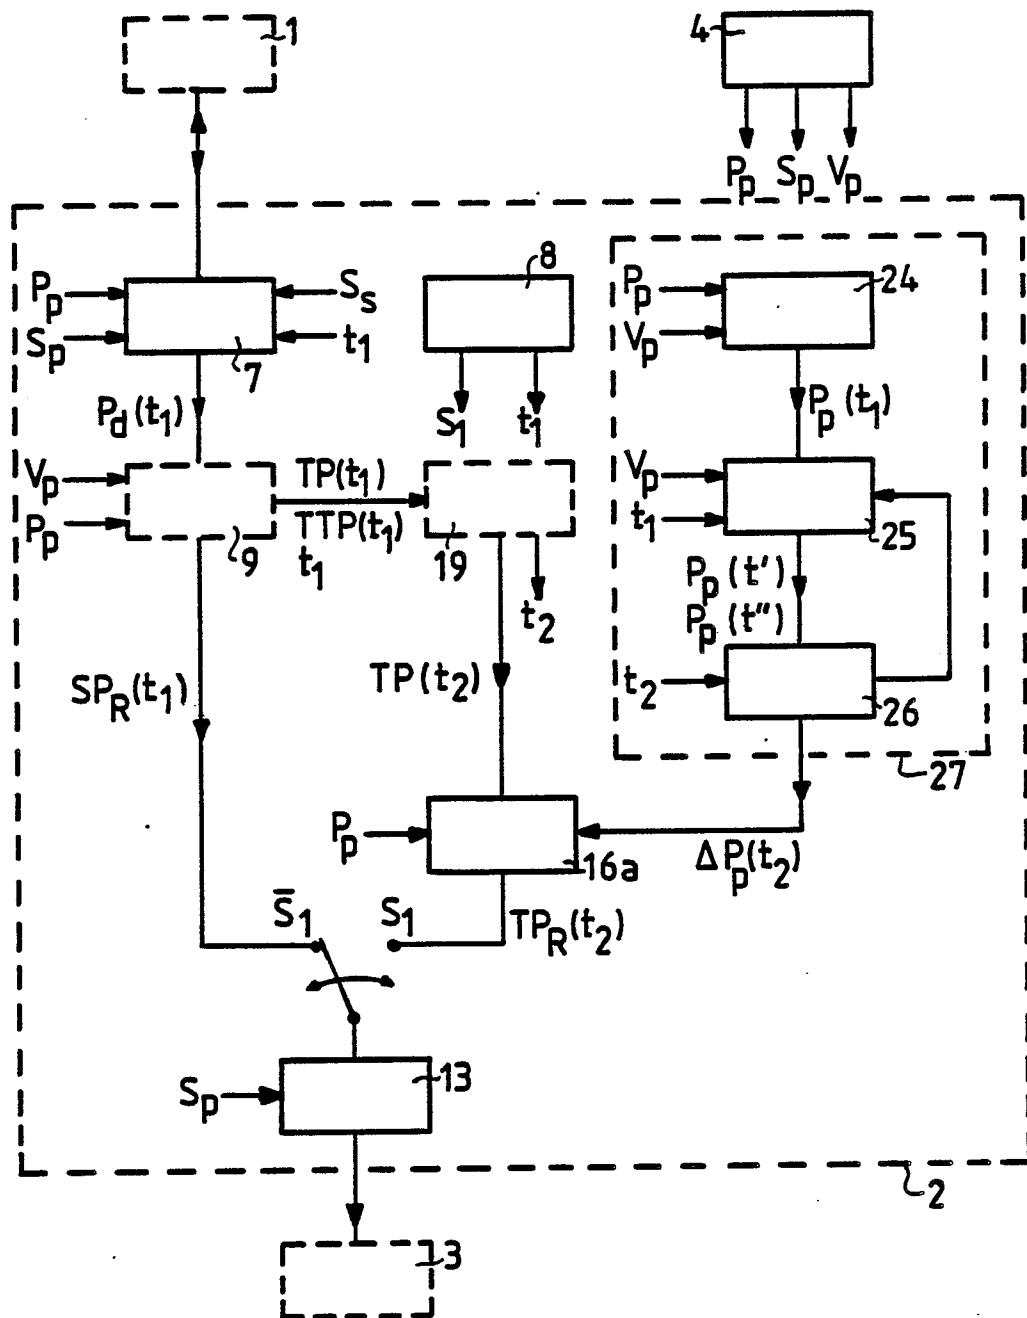 1
4
Pp Sp Vp
8
Pp
Ss
Pp
24
Sp
t1
Vp
7
Pd(t1)
S1
t1
Pp(t1)
Vp
TP(t1)
Vp
Pp
TTP(t1)
t1
9
t1
19
25
t2
Pp(t')
Pp(t'')
SPR(t1)
TP(t2)
t2
26
27
Pp
16a
ΔPp(t2)
S̅1
S1
TPR(t2)
Sp
13
2
3